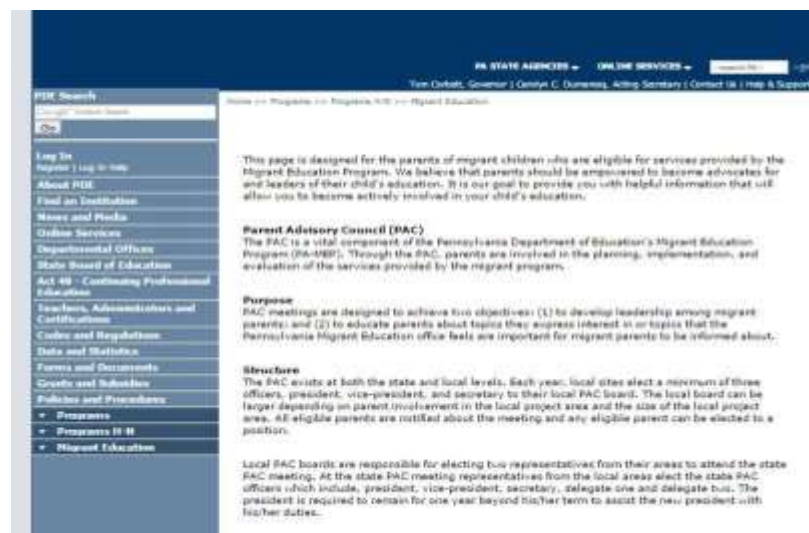 PA STATE AGENCIES ONLINE SERVICES
Tom Corbett, Governor | Carolyn C. Dumaresq, Acting Secretary | Contact Us | Help & Support
PDE Search
Go
Home >> Programs >> Programs >> Migrant Education
Log In
Register | Log In Help
About PDE
Find an Institution
News and Media
Online Services
Departmental Offices
State Board of Education
Act 48 - Continuing Professional
Education
Teachers, Administrators and
Certifications
Codes and Regulations
Data and Statistics
Forms and Documents
Grants and Subsidies
Policies and Procedures
Programs
Programs
Migrant Education
This page is designed for the parents of migrant children who are eligible for services provided by the
Migrant Education Program. We believe that parents should be empowered to become advocates for
and leaders of their child's education. It is our goal to provide you with helpful information that will
allow you to become actively involved in your child's education.
Parent Advisory Council (PAC)
The PAC is a vital component of the Pennsylvania Department of Education's Migrant Education
Program (PA-MEP). Through the PAC, parents are involved in the planning, implementation, and
evaluation of the services provided by the migrant program.
Purpose
PAC meetings are designed to achieve two objectives: (1) to develop leadership among migrant
parents; and (2) to educate parents about topics they express interest in or topics that the
Pennsylvania Migrant Education office feels are important for migrant parents to be informed about.
Structure
The PAC exists at both the state and local levels. Each year, local sites elect a minimum of three
officers, president, vice-president, and secretary to their local PAC board. The local board can be
larger depending on parent involvement in the local project area and the size of the local project
area. All eligible parents are notified about the meeting and any eligible parent can be elected to a
position.
Local PAC boards are responsible for electing two representatives from their areas to attend the state
PAC meeting. At the state PAC meeting representatives from the local areas elect the state PAC
officers which include, president, vice-president, secretary, delegate one and delegate two. The
president is required to remain for one year beyond his/her term to assist the new president with
his/her duties.